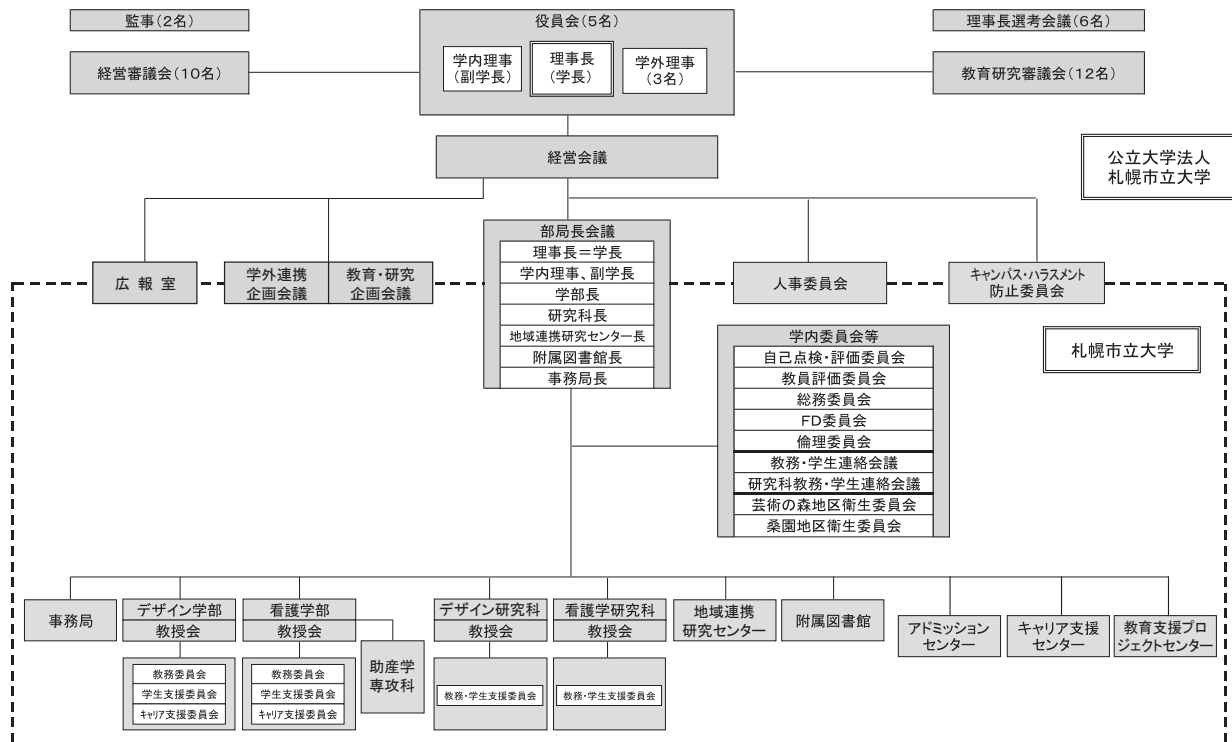 監事(2名)
役員会(5名)
理事長選考会議(6名)
学内理事
(副学長)
理事長
(学長)
学外理事
(3名)
経営審議会(10名)
教育研究審議会(12名)
経営会議
公立大学法人
札幌市立大学
広報室
学外連携
企画会議
教育・研究
企画会議
部局長会議
理事長=学長
学内理事、副学長
学部長
研究科長
地域連携研究センター長
附属図書館長
事務局長
人事委員会
キャンパス・ハラスメント
防止委員会
札幌市立大学
学内委員会等
自己点検・評価委員会
教員評価委員会
総務委員会
FD委員会
倫理委員会
教務・学生連絡会議
研究科教務・学生連絡会議
芸術の森地区衛生委員会
桑園地区衛生委員会
事務局
デザイン学部
教授会
教務委員会
学生支援委員会
キャリア支援委員会
看護学部
教授会
教務委員会
学生支援委員会
キャリア支援委員会
助産学
専攻科
デザイン研究科
教授会
教務・学生支援委員会
看護学研究科
教授会
教務・学生支援委員会
地域連携
研究センター
附属図書館
アドミッション
センター
キャリア支援
センター
教育支援プロ
ジェクトセンター